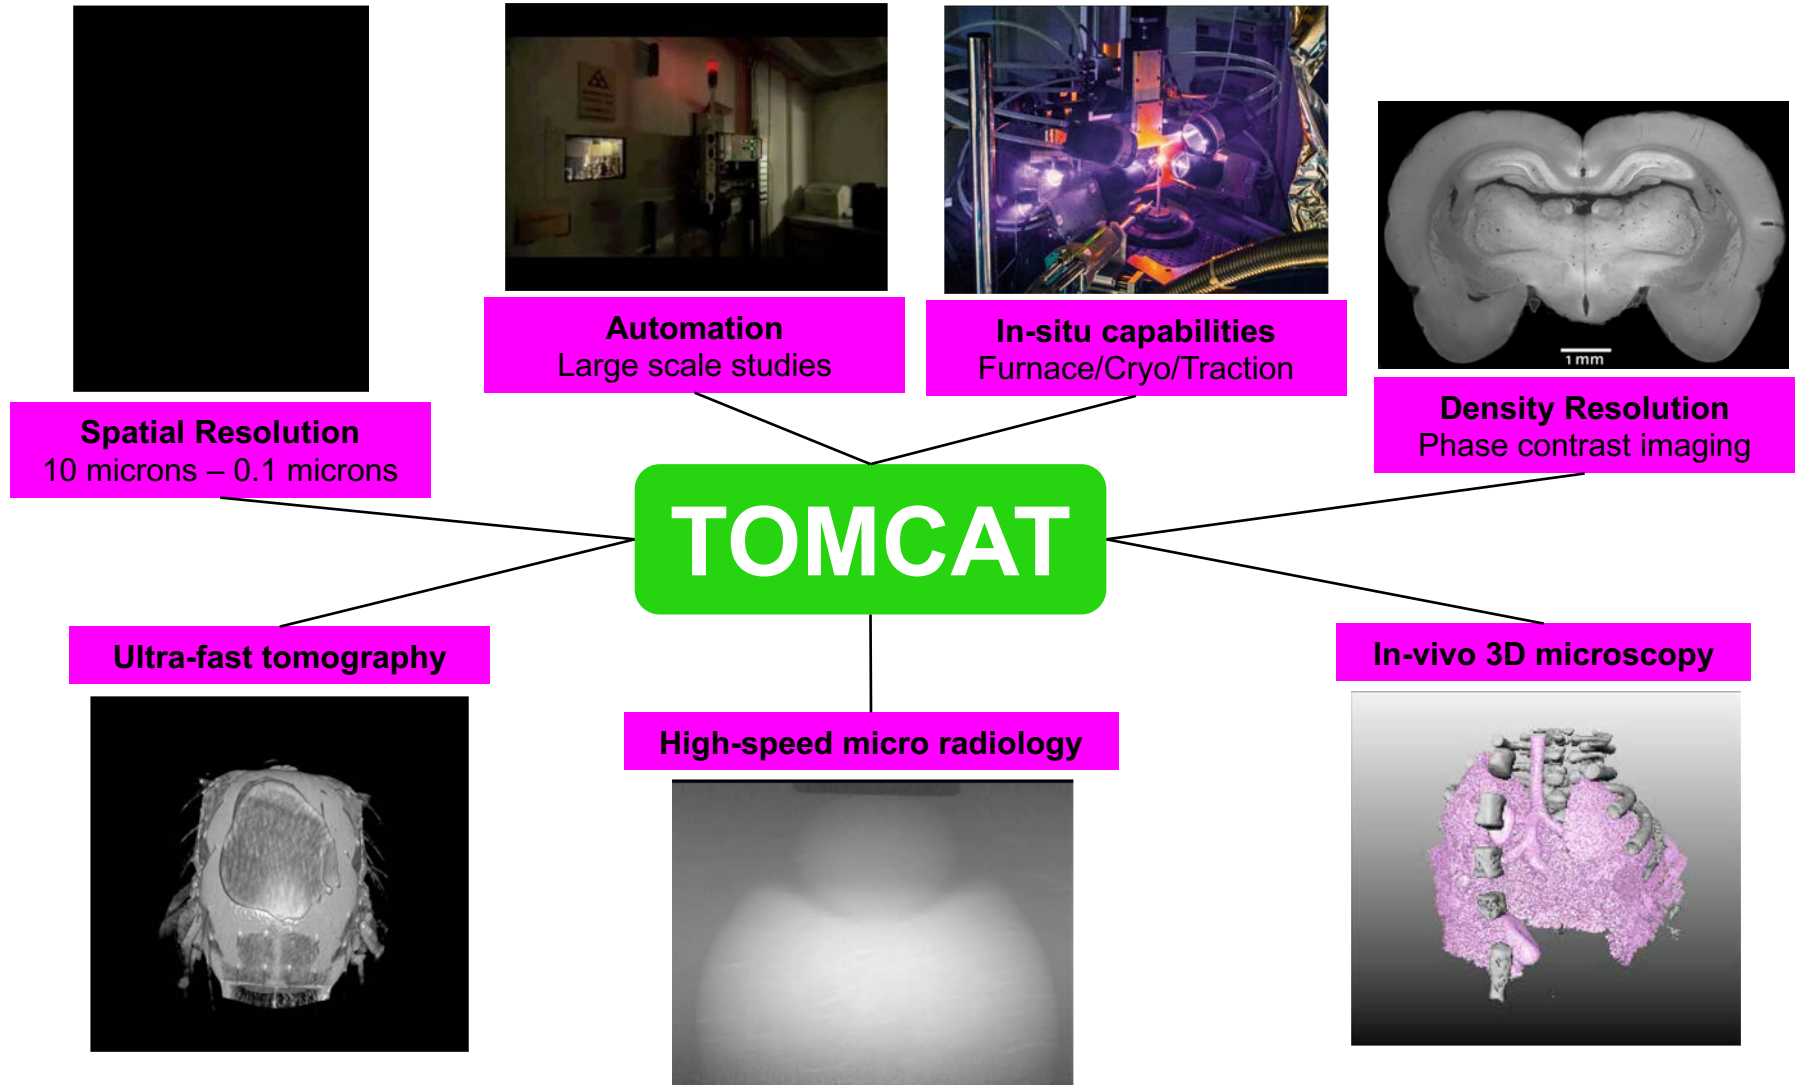 Automation
Large scale studies
In-situ capabilities
Furnace/Cryo/Traction
1 mm
Density Resolution
Phase contrast imaging
Spatial Resolution
10 microns – 0.1 microns
TOMCAT
Ultra-fast tomography
In-vivo 3D microscopy
High-speed micro radiology